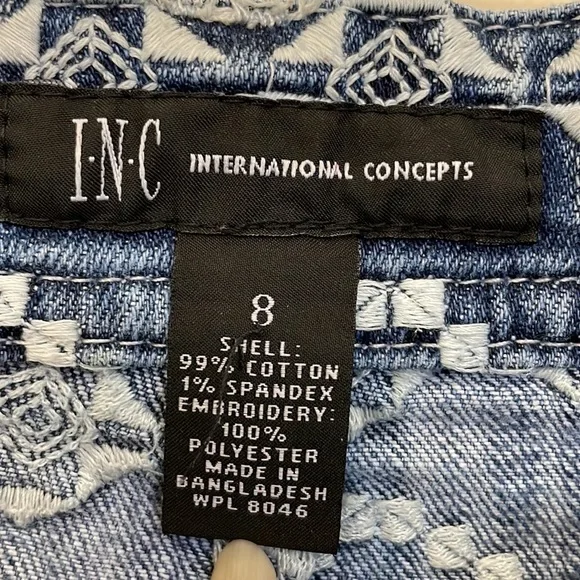 I·N·C INTERNATIONAL CONCEPTS
8
SHELL:
99% COTTON
1% SPANDEX
EMBROIDERY:
100%
POLYESTER
MADE IN
BANGLADESH
WPL 8046